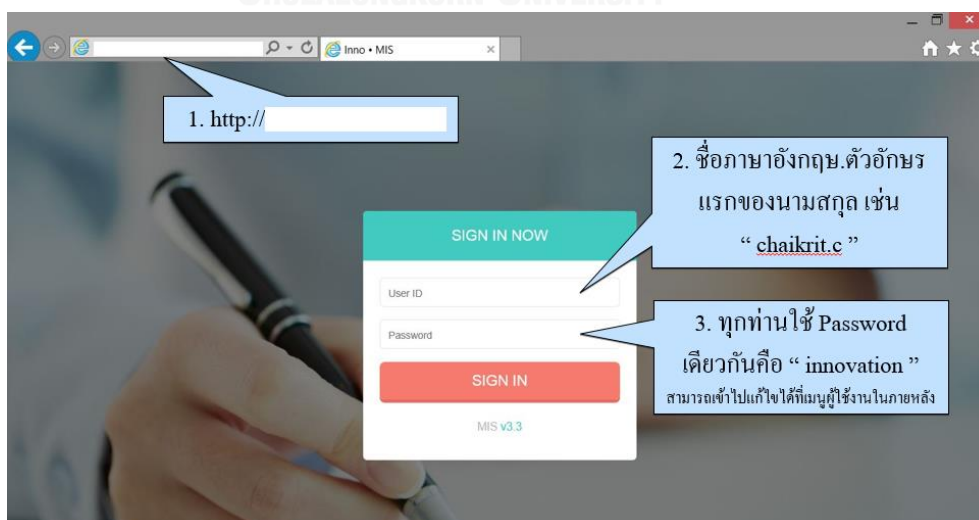 CHULALONGKORN UNIVERSITY
Inno • MIS
1. http://
2. ชื่อภาษาอังกฤษ.ตัวอักษร
แรกของนามสกุล เช่น
“ chaikrit.c ”
SIGN IN NOW
User ID
Password
3. ทุกท่านใช้ Password
เดียวกันคือ “ innovation ”
สามารถเข้าไปแก้ไขได้ที่เมนูผู้ใช้งานในภายหลัง
SIGN IN
MIS v3.3